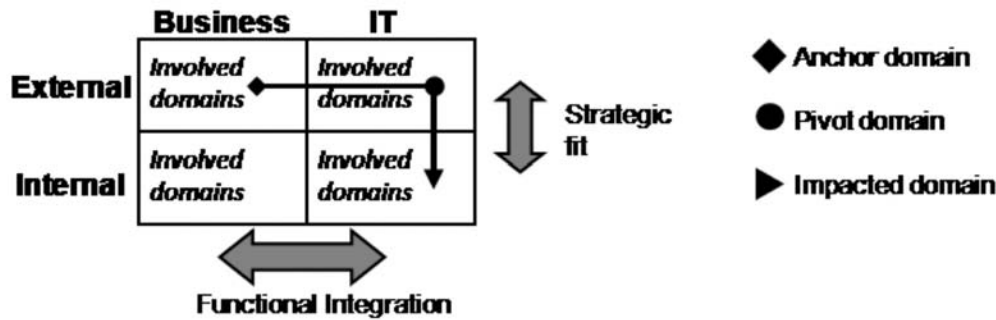 Business IT
External
Involved
domains
Involved
domains
Internal
Involved
domains
Involved
domains
Strategic
fit
Functional Integration
Anchor domain
Pivot domain
Impacted domain